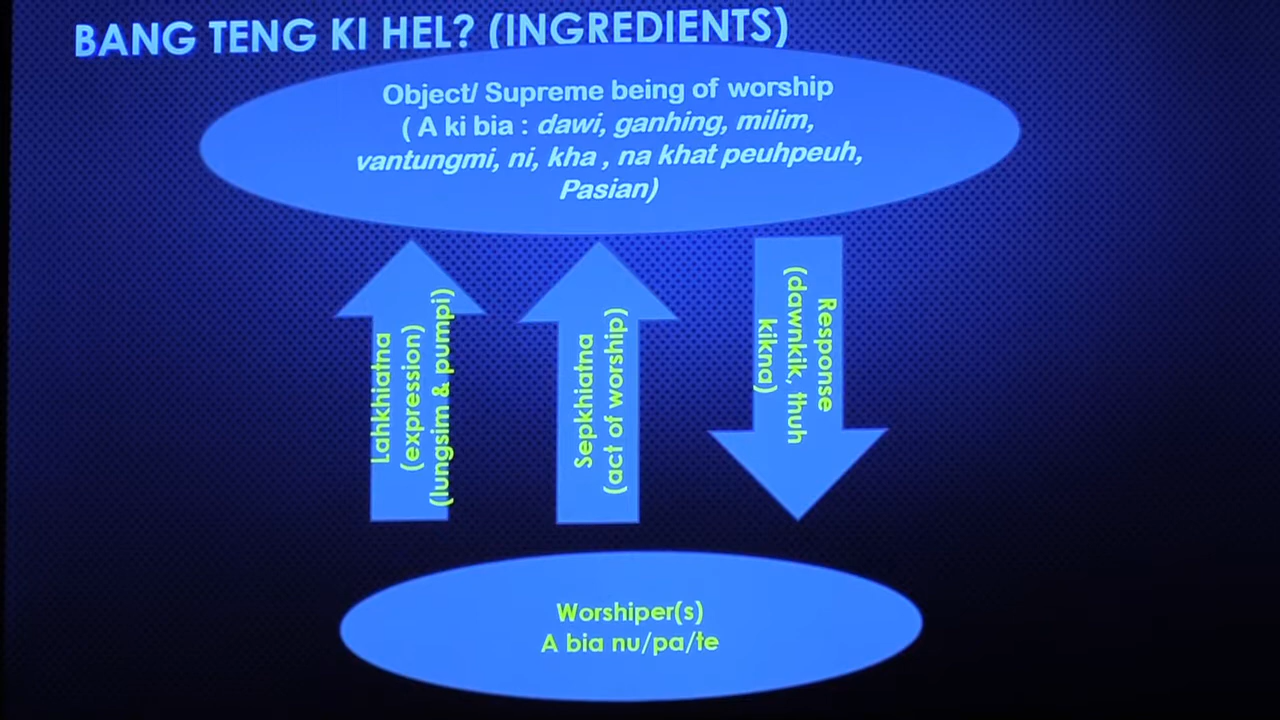 BANG TENG KI HEL? (INGREDIENTS)
Object/ Supreme being of worship
( A ki bia : dawi, ganhing, milim,
vantungmi, ni, kha , na khat peuhpeuh,
Pasian)
Lahkhiatna
(expression)
(lungsim & pumpi)
Sepkhiatna
(act of worship)
Response
(dawnkik, thuh
kikna)
Worshiper(s)
A bia nu/pa/te